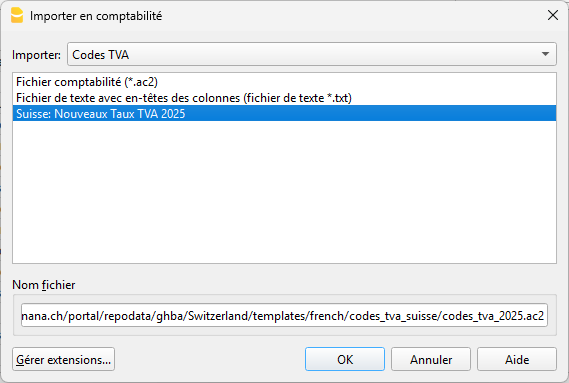 Importer en comptabilité
Importer: Codes TVA
Fichier comptabilité (*.ac2)
Fichier de texte avec en-têtes des colonnes (fichier de texte *.txt)
Suisse: Nouveaux Taux TVA 2025
Nom fichier
nana.ch/portal/repodata/ghba/Switzerland/templates/french/codes_tva_suisse/codes_tva_2025.ac2
Gérer extensions... OK Annuler Aide